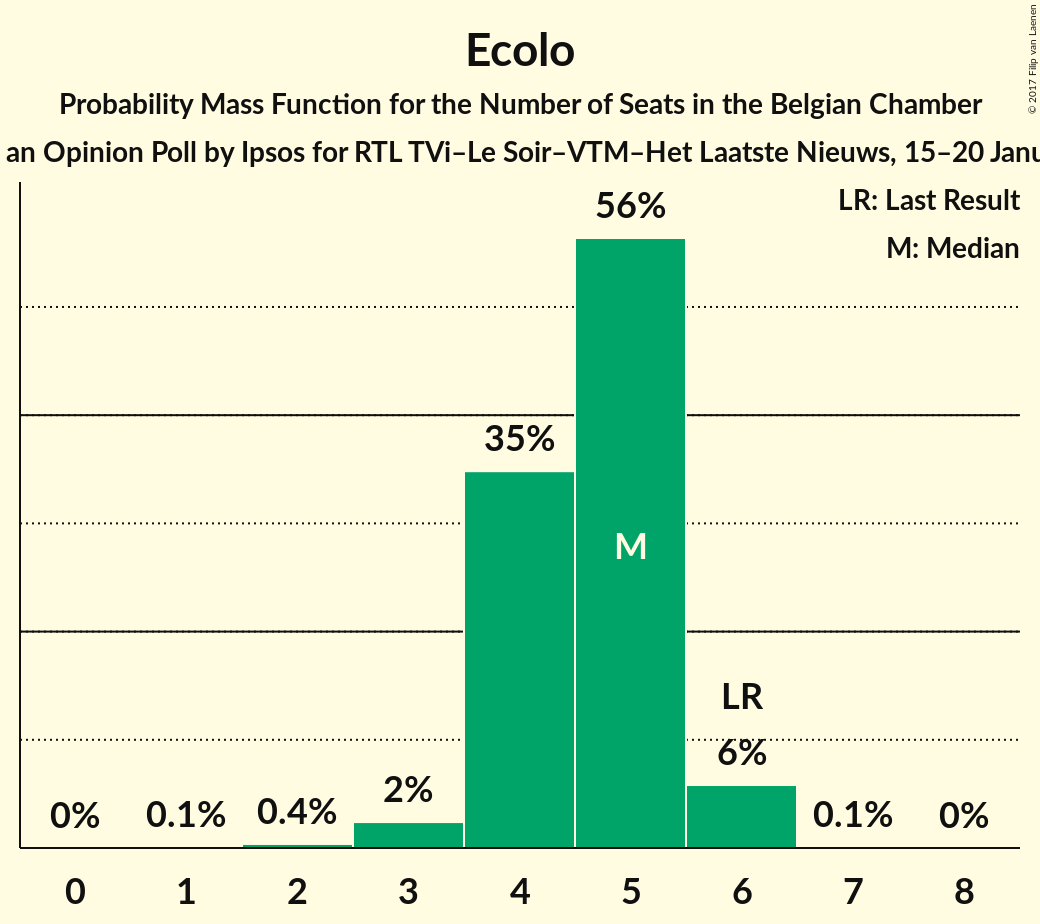 Ecolo
Probability Mass Function for the Number of Seats in the Belgian Chamber
an Opinion Poll by Ipsos for RTL TVi–Le Soir–VTM–Het Laatste Nieuws, 15–20 Janu
© 2017 Filip van Laenen
LR: Last Result
M: Median
56%
35%
M
LR
6%
2%
0% 0.1% 0.4% 0.1% 0%
0 1 2 3 4 5 6 7 8